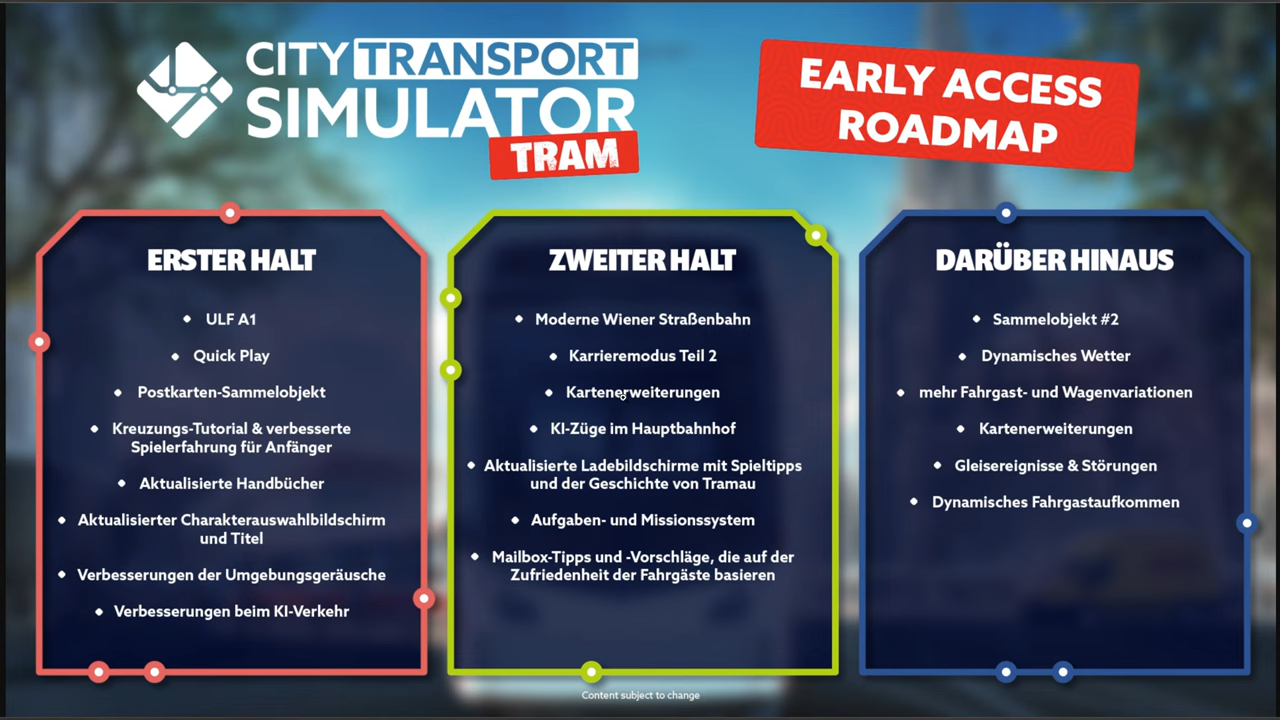 CITY TRANSPORT
SIMULATOR
TRAM
EARLY ACCESS
ROADMAP
ERSTER HALT
• ULF A1
• Quick Play
• Postkarten-Sammelobjekt
• Kreuzungs-Tutorial & verbesserte
Spielerfahrung für Anfänger
• Aktualisierte Handbücher
• Aktualisierter Charakterauswahlbildschirm
und Titel
• Verbesserungen der Umgebungsgeräusche
• Verbesserungen beim KI-Verkehr
ZWEITER HALT
• Moderne Wiener Straßenbahn
• Karrieremodus Teil 2
• Kartenerweiterungen
• KI-Züge im Hauptbahnhof
• Aktualisierte Ladebildschirme mit Spieltipps
und der Geschichte von Tramau
• Aufgaben- und Missionssystem
• Mailbox-Tipps und -Vorschläge, die auf der
Zufriedenheit der Fahrgäste basieren
DARÜBER HINAUS
• Sammelobjekt #2
• Dynamisches Wetter
• mehr Fahrgast- und Wagenvariationen
• Kartenerweiterungen
• Gleisereignisse & Störungen
• Dynamisches Fahrgastaufkommen
Content subject to change